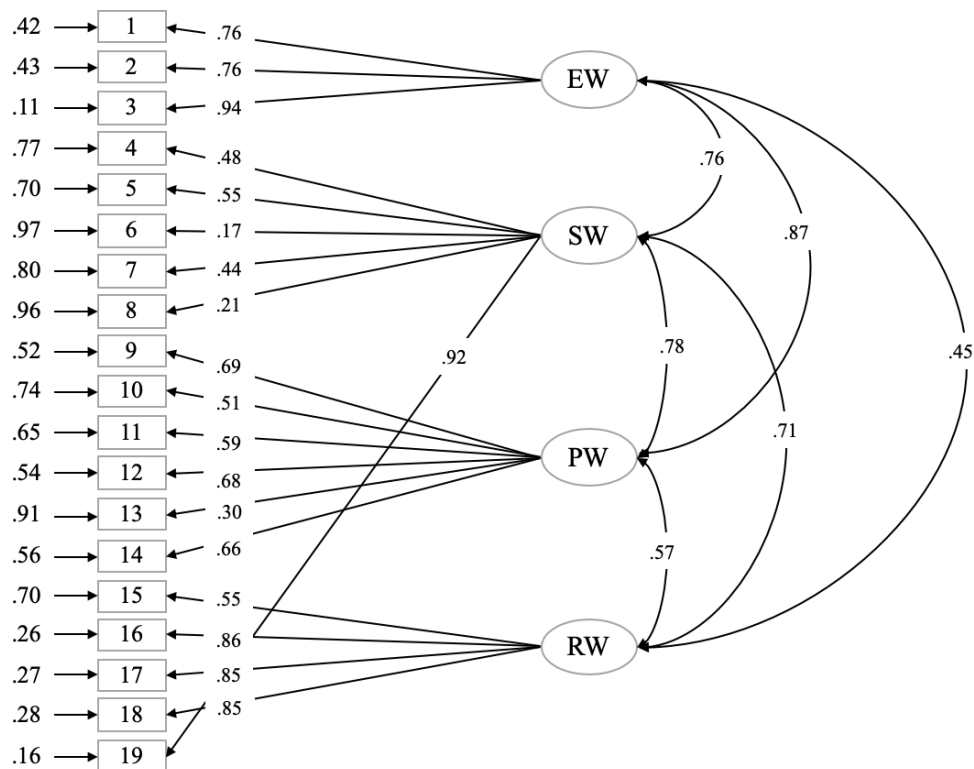 .42 1 .76 EW
.43 2 .76
.11 3 .94
.77 4 .48 .76
.70 5 .55
.97 6 .17 SW .87
.80 7 .44
.96 8 .21
.52 9 .69 .92 .78 .45
.74 10 .51
.65 11 .59 .71
.54 12 .68 PW
.91 13 .30
.56 14 .66 .57
.70 15 .55
.26 16 .86 RW
.27 17 .85
.28 18 .85
.16 19